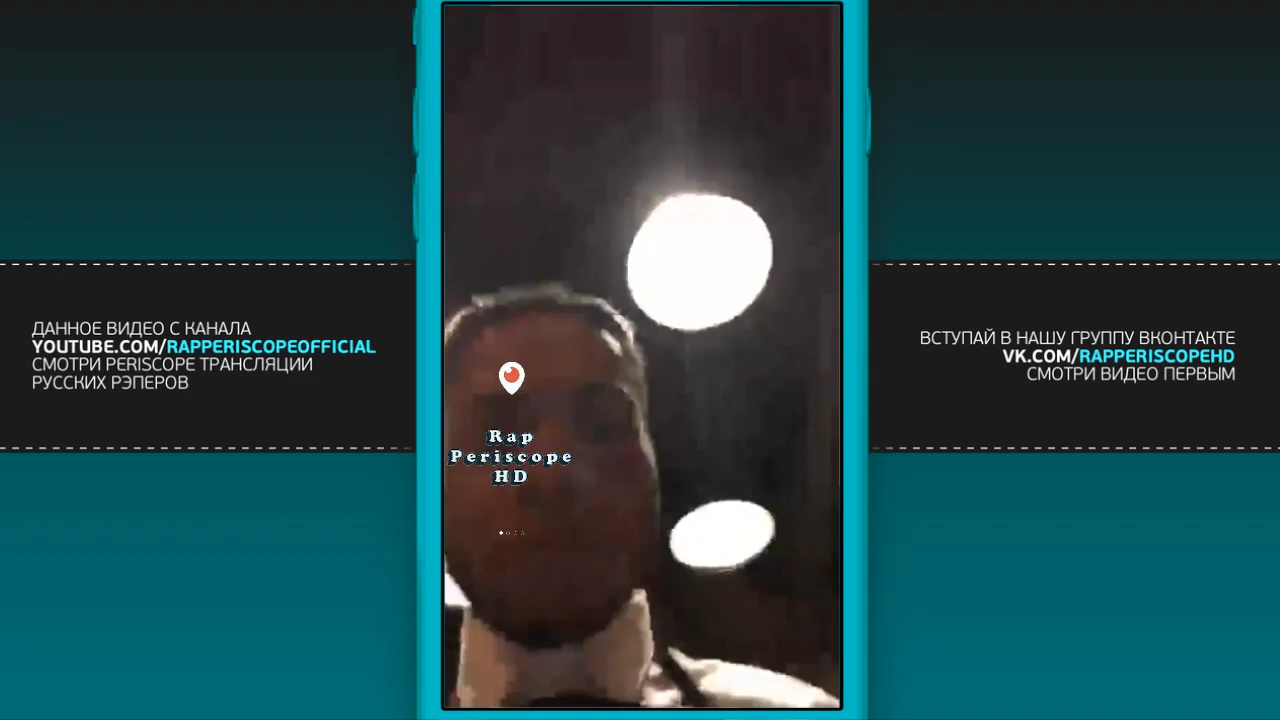 ДАННОЕ ВИДЕО С КАНАЛА
YOUTUBE.COM/RAPPERISCOPEOFFICIAL
СМОТРИ PERISCOPE ТРАНСЛЯЦИИ
РУССКИХ РЭПЕРОВ
Rap
Periscope
HD
ВСТУПАЙ В НАШУ ГРУППУ ВКОНТАКТЕ
VK.COM/RAPPERISCOPEHD
СМОТРИ ВИДЕО ПЕРВЫМ